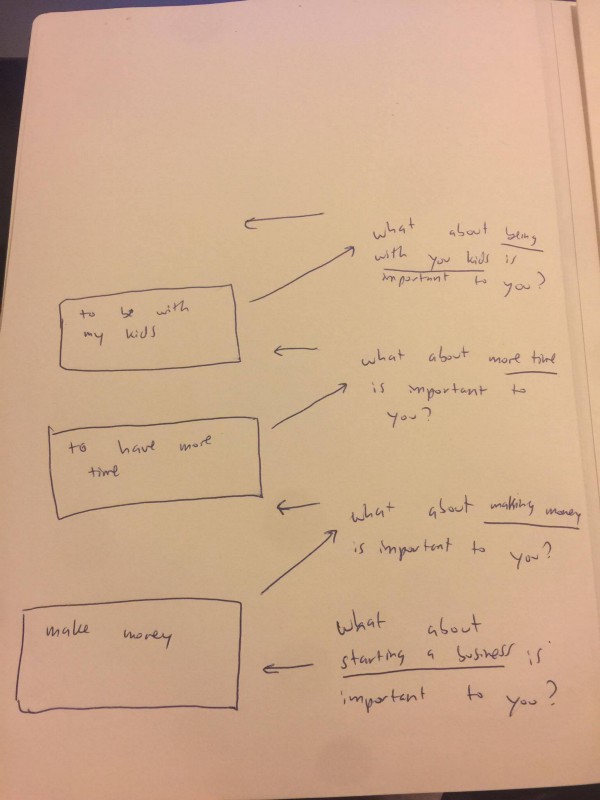 what about being
with you kids is
important to you?
to be with
my kids
what about more time
is important to
you?
to have more
time
what about making money
is important to you?
make money
what about
starting a business is
important to you?